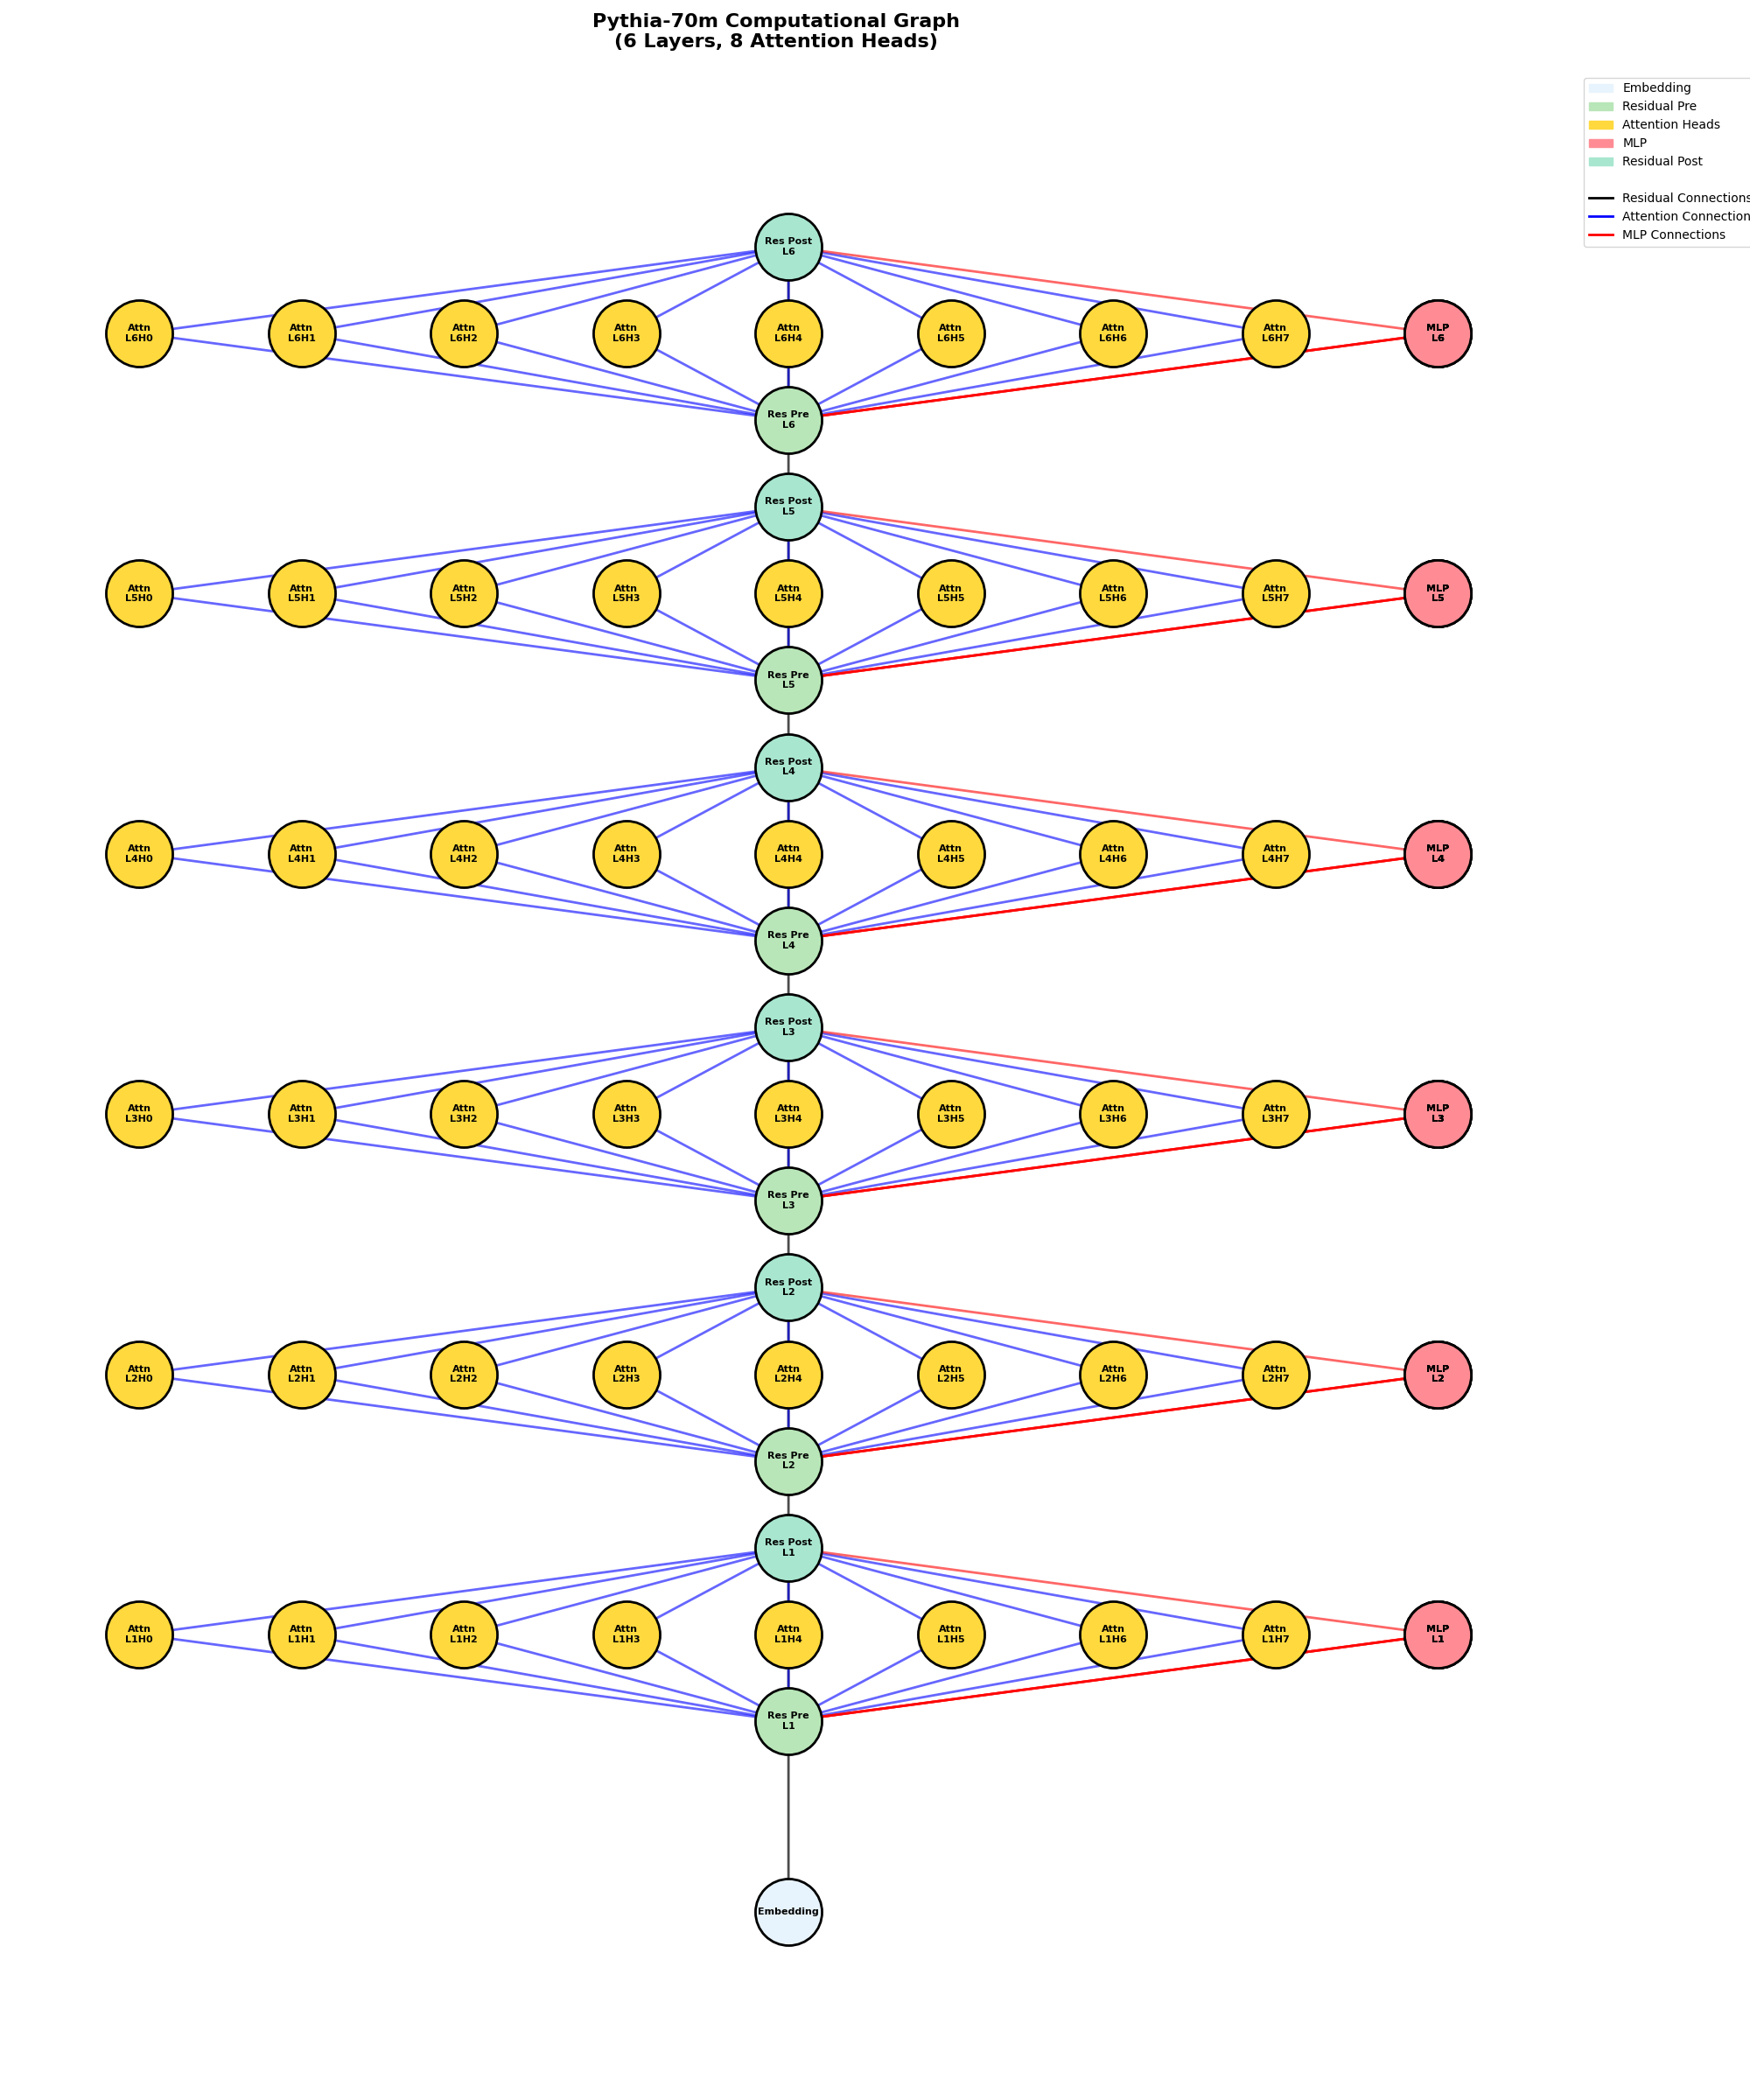 Pythia-70m Computational Graph
(6 Layers, 8 Attention Heads)
Embedding
Residual Pre
Attention Heads
MLP
Residual Post
Residual Connections
Attention Connection
MLP Connections
Res Post
L6
Attn
L6H0
Attn
L6H1
Attn
L6H2
Attn
L6H3
Attn
L6H4
Attn
L6H5
Attn
L6H6
Attn
L6H7
MLP
L6
Res Pre
L6
Res Post
L5
Attn
L5H0
Attn
L5H1
Attn
L5H2
Attn
L5H3
Attn
L5H4
Attn
L5H5
Attn
L5H6
Attn
L5H7
MLP
L5
Res Pre
L5
Res Post
L4
Attn
L4H0
Attn
L4H1
Attn
L4H2
Attn
L4H3
Attn
L4H4
Attn
L4H5
Attn
L4H6
Attn
L4H7
MLP
L4
Res Pre
L4
Res Post
L3
Attn
L3H0
Attn
L3H1
Attn
L3H2
Attn
L3H3
Attn
L3H4
Attn
L3H5
Attn
L3H6
Attn
L3H7
MLP
L3
Res Pre
L3
Res Post
L2
Attn
L2H0
Attn
L2H1
Attn
L2H2
Attn
L2H3
Attn
L2H4
Attn
L2H5
Attn
L2H6
Attn
L2H7
MLP
L2
Res Pre
L2
Res Post
L1
Attn
L1H0
Attn
L1H1
Attn
L1H2
Attn
L1H3
Attn
L1H4
Attn
L1H5
Attn
L1H6
Attn
L1H7
MLP
L1
Res Pre
L1
Embedding